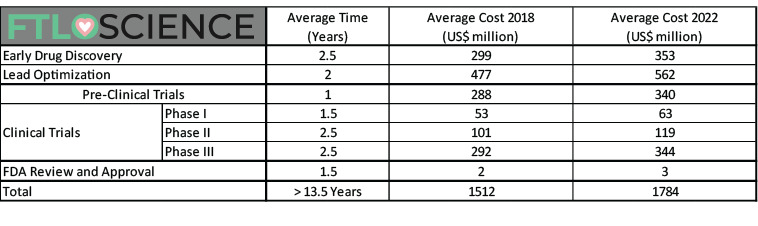 FTLOSCIENCE Average Time Average Cost 2018 Average Cost 2022
(Years) (US$ million) (US$ million)
Early Drug Discovery 2.5 299 353
Lead Optimization 2 477 562
Pre-Clinical Trials 1 288 340
Phase I 1.5 53 63
Clinical Trials Phase II 2.5 101 119
Phase III 2.5 292 344
FDA Review and Approval 1.5 2 3
Total > 13.5 Years 1512 1784